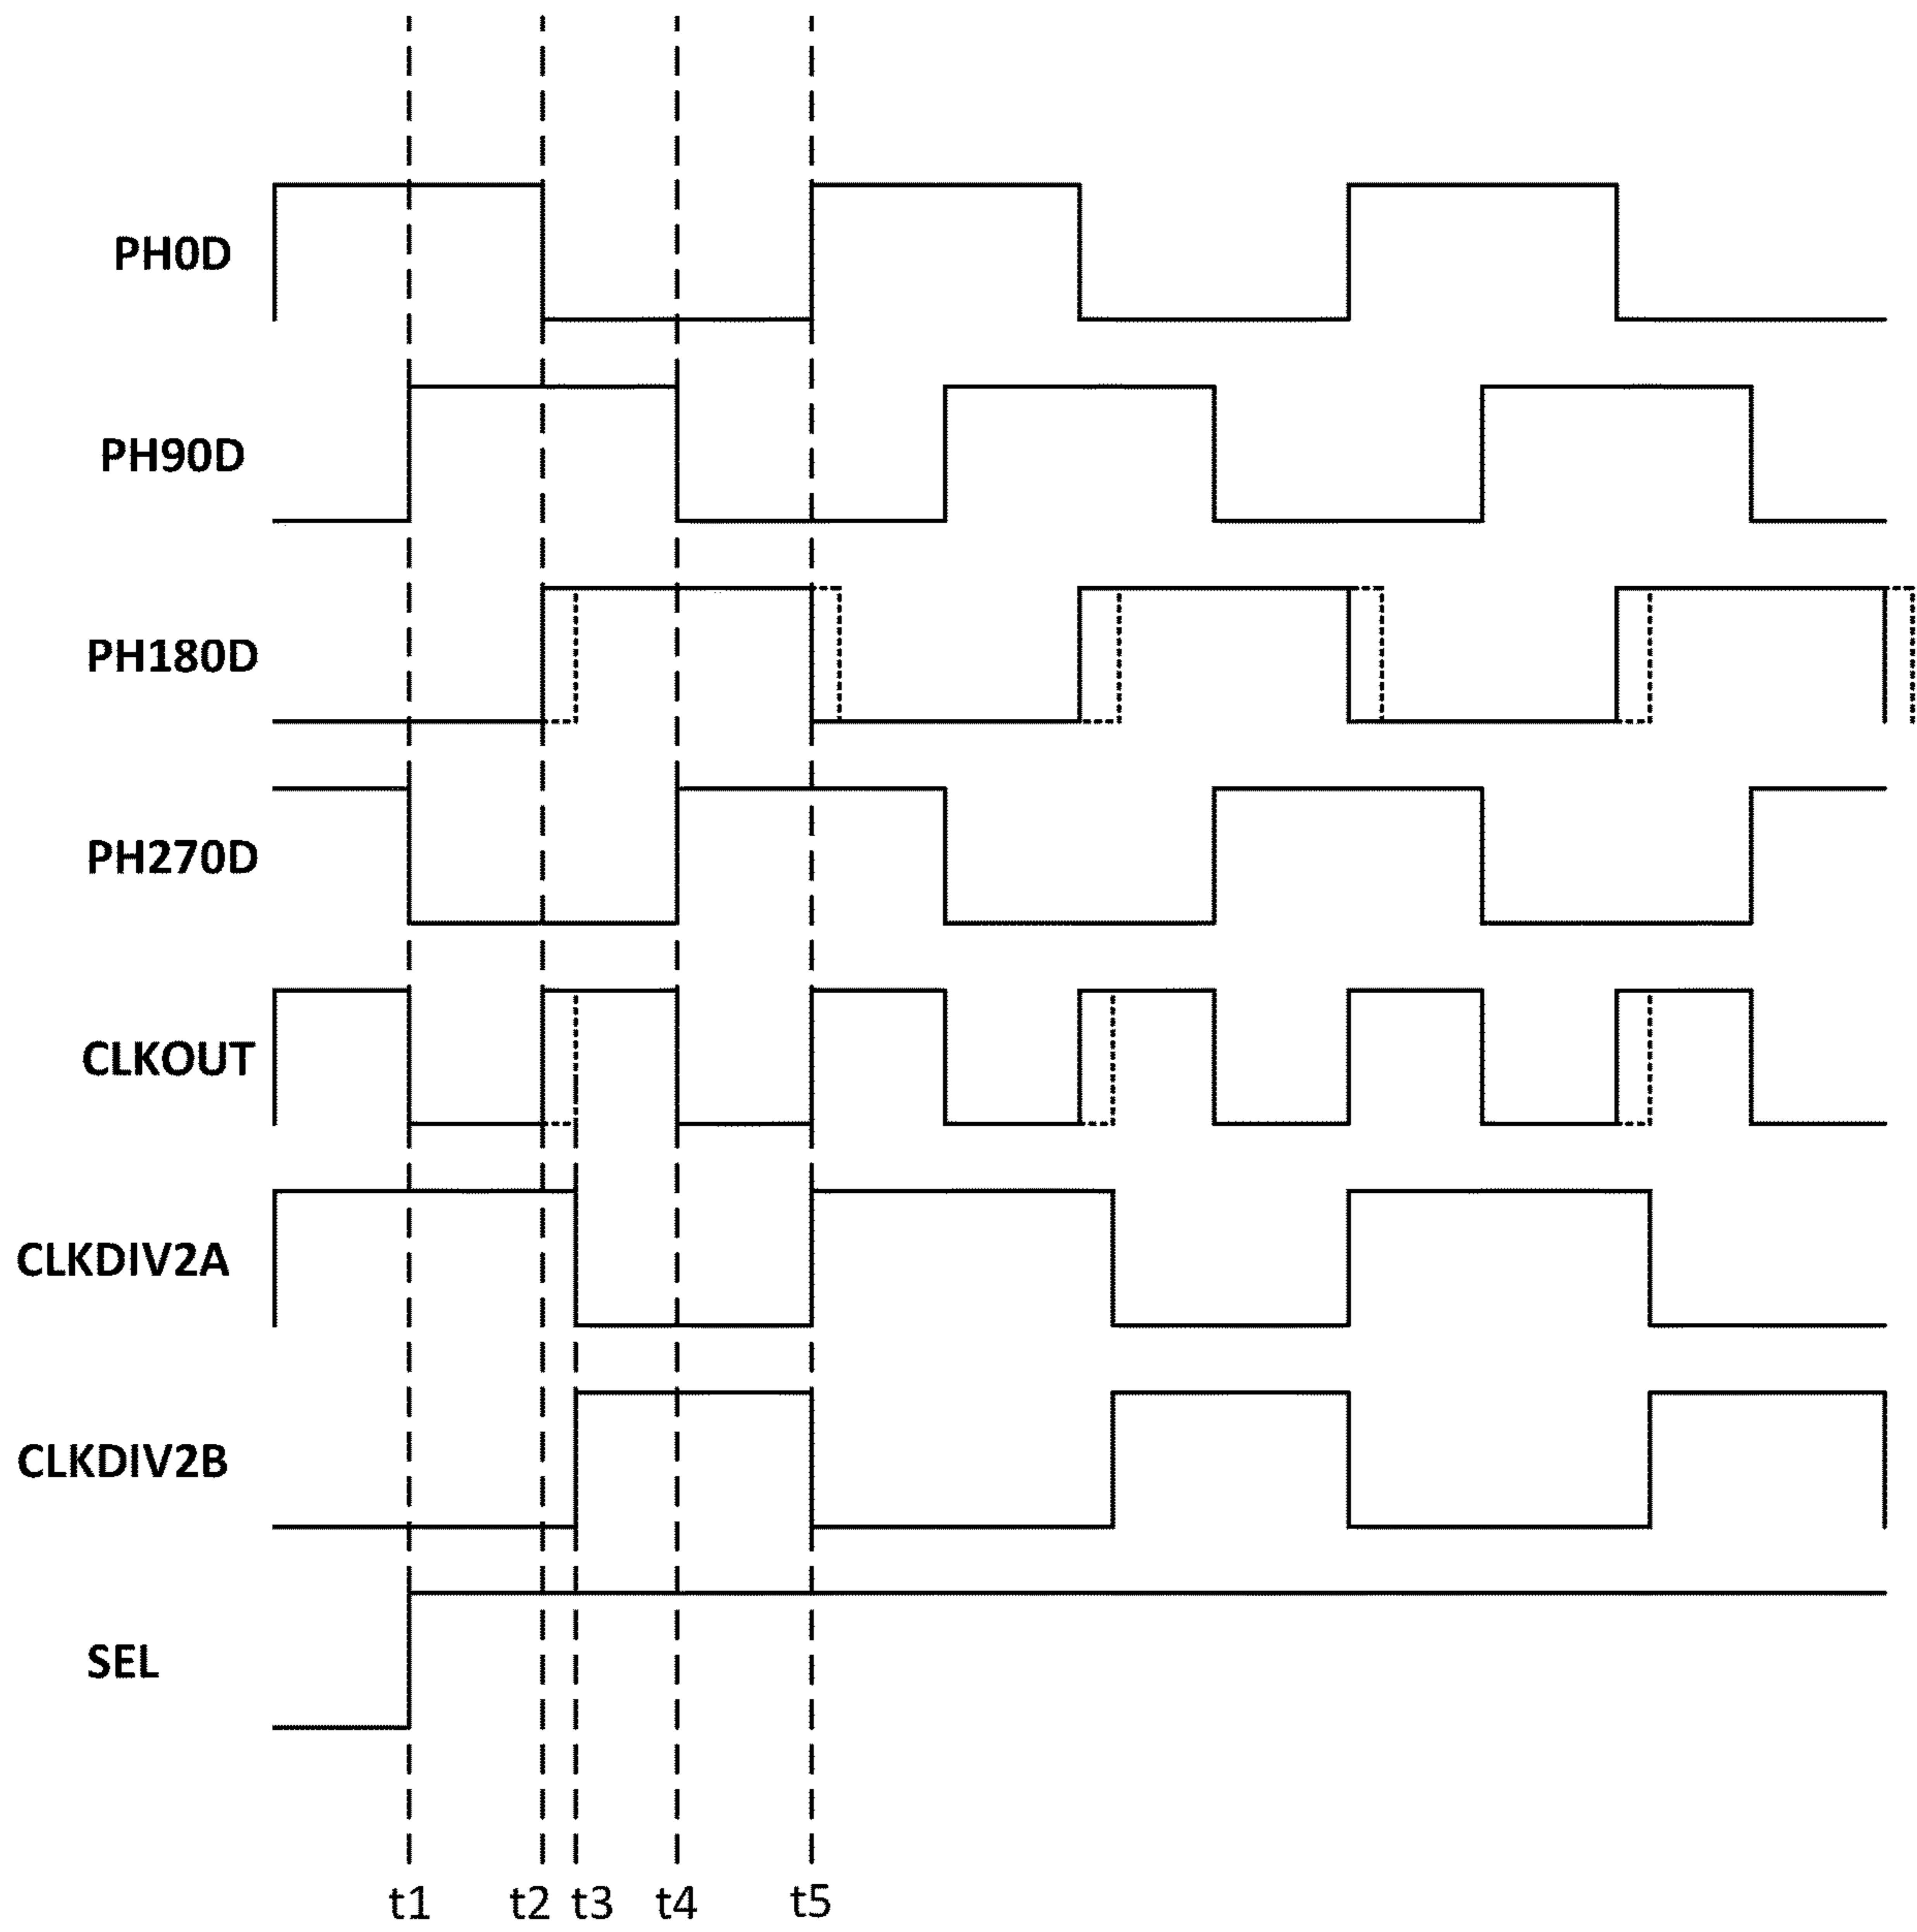 PH0D
PH90D
PH180D
PH270D
CLKOUT
CLKDIV2A
CLKDIV2B
SEL
t1 t2 t3 t4 t5